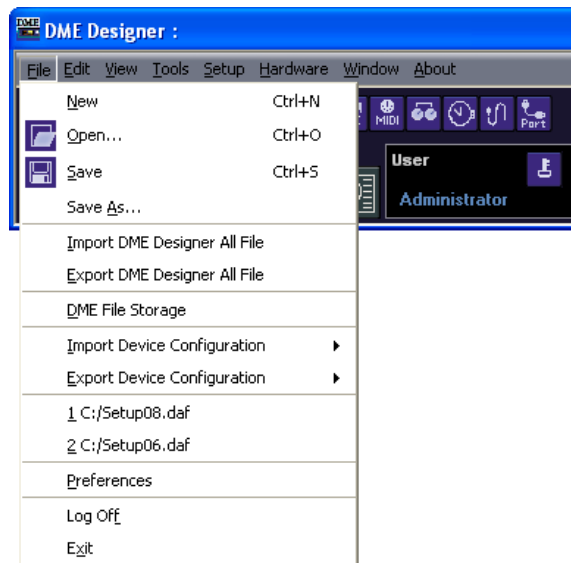 DME Designer :
File Edit View Tools Setup Hardware Window About
New Ctrl+N
Open... Ctrl+O
Save Ctrl+S
Save As...
Import DME Designer All File
Export DME Designer All File
DME File Storage
Import Device Configuration
Export Device Configuration
1 C:/Setup08.daf
2 C:/Setup06.daf
Preferences
Log Off
Exit
MIDI
Port
User
Administrator